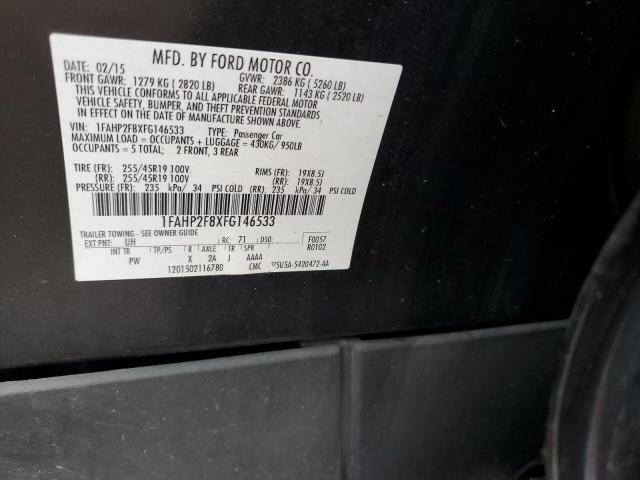 MFD. BY FORD MOTOR CO.
DATE: 02/15 GVWR: 2386 KG ( 5260 LB)
FRONT GAWR: 1279 KG ( 2820 LB) REAR GAWR: 1143 KG ( 2520 LB)
THIS VEHICLE CONFORMS TO ALL APPLICABLE FEDERAL MOTOR
VEHICLE SAFETY, BUMPER, AND THEFT PREVENTION STANDARDS
IN EFFECT ON THE DATE OF MANUFACTURE SHOWN ABOVE.
VIN: 1FAHP2F8XFG146533 TYPE: Passenger Car
MAXIMUM LOAD = OCCUPANTS + LUGGAGE = 430KG/ 950LB
OCCUPANTS = 5 TOTAL; 2 FRONT, 3 REAR
TIRE (FR): 255/45R19 100V RIMS (FR): 19X8.5J
(RR): 255/45R19 100V (RR): 19X8.5J
PRESSURE (FR): 235 kPa/ 34 PSI COLD (RR): 235 kPa/ 34 PSI COLD
1FAHP2F8XFG146533
TRAILER TOWING - SEE OWNER GUIDE F0057
EXT PNT: UH RC: 71 DSO: R0102
INT TR TP/PS R AXLE TR SPR
PW X 2A J AAAA
1201502116780 CMC 5U5A-5420472-AA